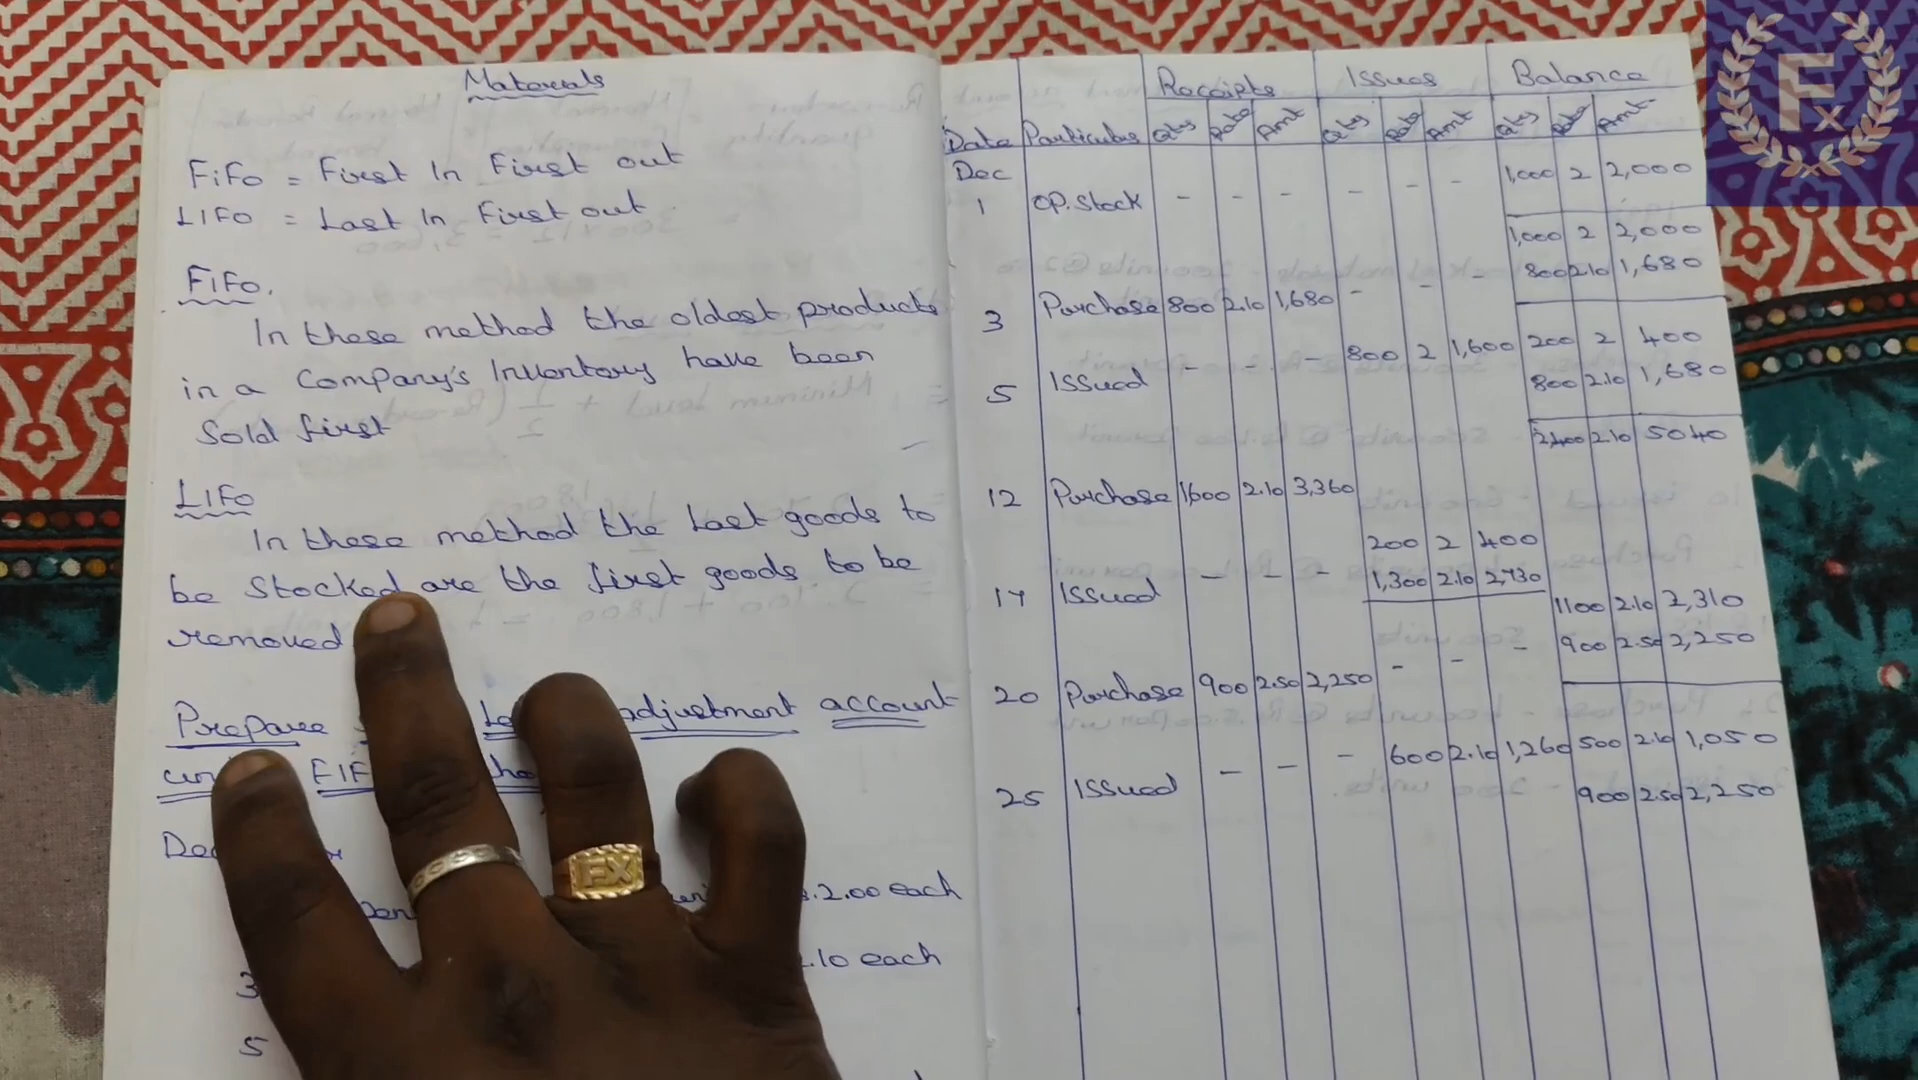 Materials
FiFo = First In First out
LIFO = Last In First out
FiFo.
In these method the oldest products
in a Company's Inventory have been
Sold first
LIFO
In these method the Last goods to
be Stocked are the first goods to be
removed
Prepare adjustment account
FIF
3
.10 each
.2.00 each
5
Receipts Issues Balance
Date Particulars Qty Rate Amt Qty Rate Amt Qty Rate Amt
Dec
1 OP.Stock - - - - - - 1,000 2 2,000
1,000 2 2,000
800 2.10 1,680
3 Purchase 800 2.10 1,680 - - -
5 Issued - - - 800 2 1,600 200 2 400
800 2.10 1,680
2,400 2.10 5040
12 Purchase 1,600 2.10 3,360
200 2 400
17 Issued - - - 1,300 2.10 2,730
1100 2.10 2,310
900 2.50 2,250
20 Purchase 900 2.50 2,250 - - -
25 Issued - - - 600 2.10 1,260 500 2.10 1,050
900 2.50 2,250
FX
Fx